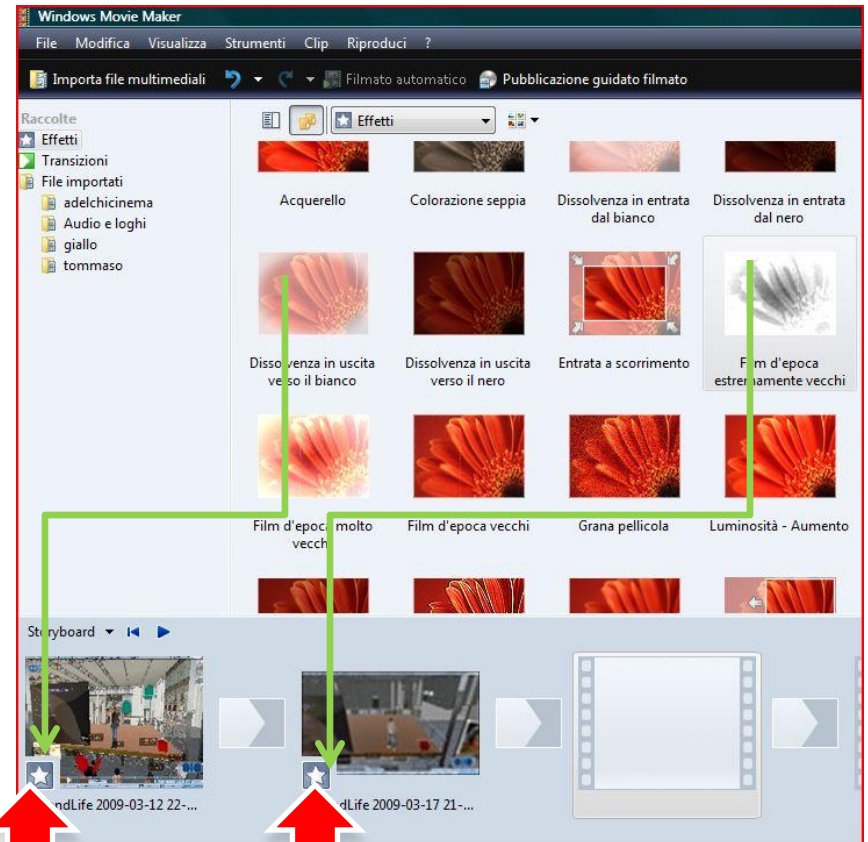 Windows Movie Maker
File Modifica Visualizza Strumenti Clip Riproduci ?
Importa file multimediali Filmato automatico Pubblicazione guidato filmato
Raccolte
Effetti
Transizioni
File importati
adelchicinema
Audio e loghi
giallo
tommaso
Effetti
Acquerello
Colorazione seppia
Dissolvenza in entrata
dal bianco
Dissolvenza in entrata
dal nero
Dissolvenza in uscita
verso il bianco
Dissolvenza in uscita
verso il nero
Entrata a scorrimento
Film d'epoca
estremamente vecchi
Film d'epoca molto
vecchi
Film d'epoca vecchi
Grana pellicola
Luminosità - Aumento
Storyboard
ndLife 2009-03-12 22-...
ndLife 2009-03-17 21-...